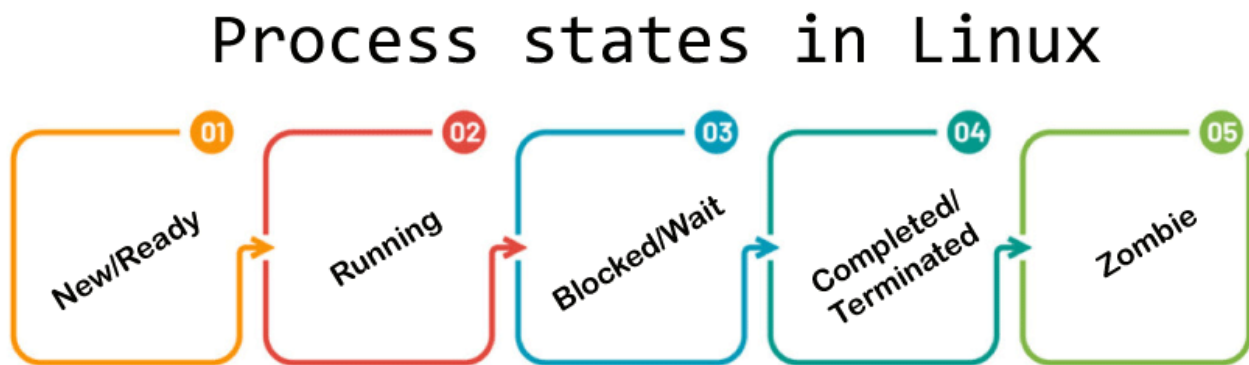 Process states in Linux
01
New/Ready
02
Running
03
Blocked/Wait
04
Completed/
Terminated
05
Zombie